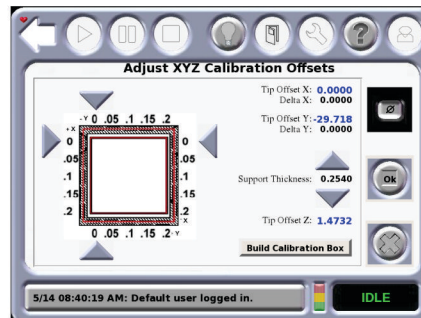 Adjust XYZ Calibration Offsets
Tip Offset X: 0.0000
Delta X: 0.0000
Tip Offset Y:-29.718
Delta Y: 0.0000
- Y 0 .05 .1 .15 .2
+ X
0 0
.05 .05
.1 .1
.15 .15
.2 .2
- X
0 .05 .1 .15 .2 - Y
Support Thickness: 0.2540
Ok
Tip Offset Z: 1.4732
Build Calibration Box
5/14 08:40:19 AM: Default user logged in.
IDLE